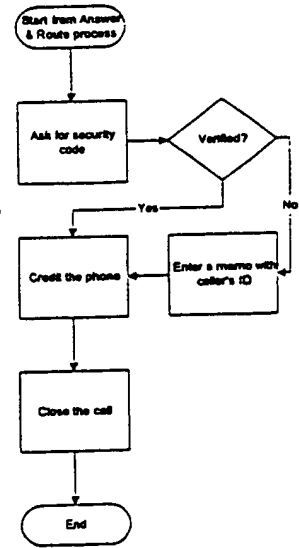 Start from Answer
& Route process
Ask for security
code
Verified?
Yes
No
Credit the phone
Enter a memo with
caller's ID
Close the call
End